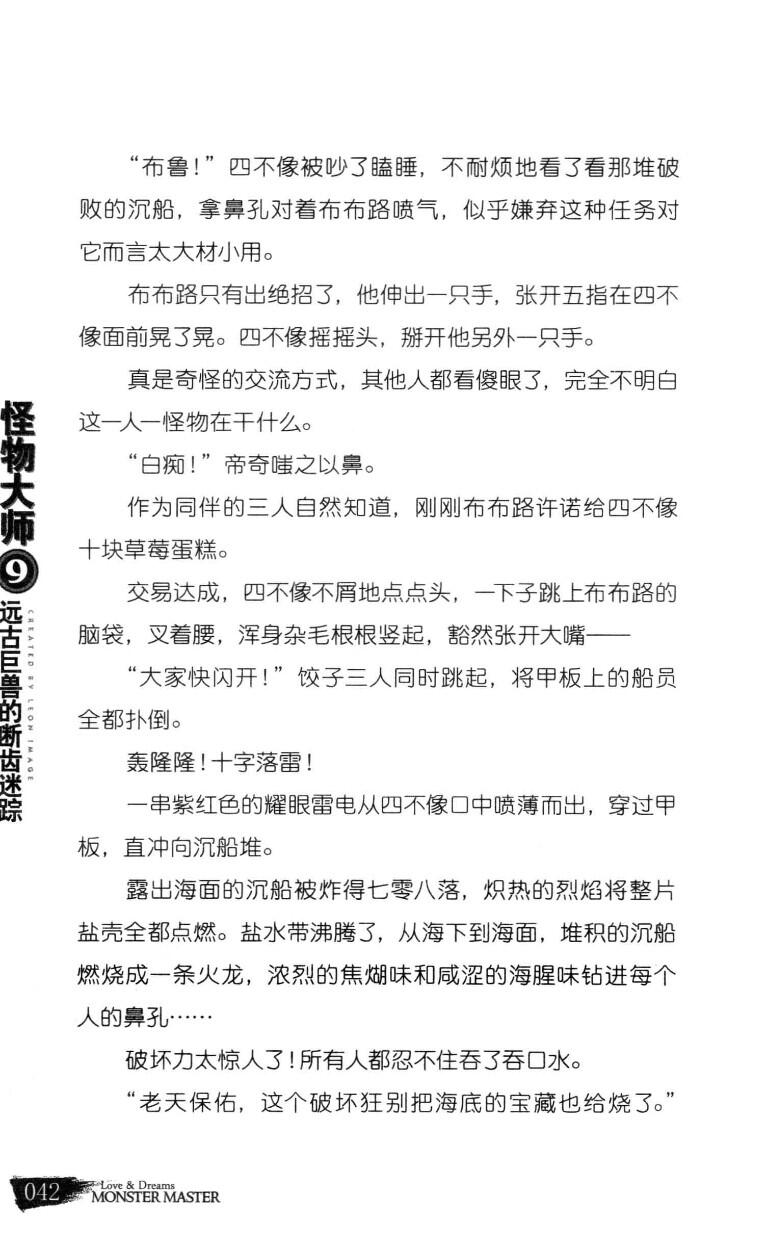 “布鲁！”四不像被吵了瞌睡，不耐烦地看了看那堆破
败的沉船，拿鼻孔对着布布路喷气，似乎嫌弃这种任务对
它而言太大材小用。
布布路只有出绝招了，他伸出一只手，张开五指在四不
像面前晃了晃。四不像摇摇头，掰开他另外一只手。
真是奇怪的交流方式，其他人都看傻眼了，完全不明白
这一人一怪物在干什么。
“白痴！”帝奇嗤之以鼻。
作为同伴的三人自然知道，刚刚布布路许诺给四不像
十块草莓蛋糕。
交易达成，四不像不屑地点点头，一下子跳上布布路的
脑袋，叉着腰，浑身杂毛根根竖起，豁然张开大嘴——
“大家快闪开！”饺子三人同时跳起，将甲板上的船员
全都扑倒。
轰隆隆！十字落雷！
一串紫红色的耀眼雷电从四不像口中喷薄而出，穿过甲
板，直冲向沉船堆。
露出海面的沉船被炸得七零八落，炽热的烈焰将整片
盐壳全都点燃。盐水带沸腾了，从海下到海面，堆积的沉船
燃烧成一条火龙，浓烈的焦煳味和咸涩的海腥味钻进每个
人的鼻孔……
破坏力太惊人了！所有人都忍不住吞了吞口水。
“老天保佑，这个破坏狂别把海底的宝藏也给烧了。”
怪物大师
9
远古巨兽的断齿迷踪
CREATED BY LEON IMAGE
042
Love & Dreams
MONSTER MASTER